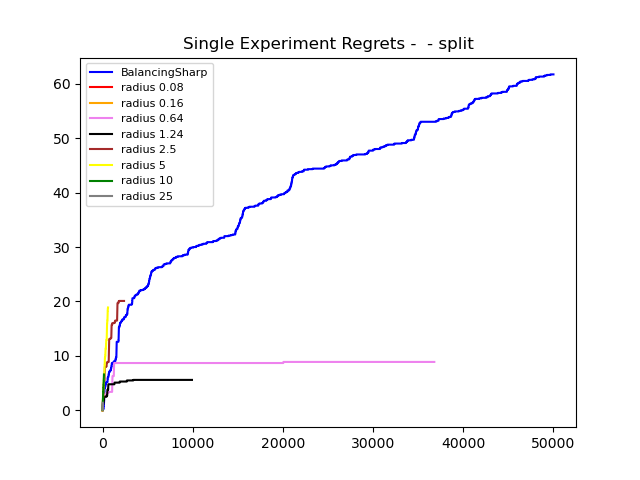 Single Experiment Regrets -  - split
BalancingSharp
radius 0.08
radius 0.16
radius 0.64
radius 1.24
radius 2.5
radius 5
radius 10
radius 25
60
50
40
30
20
10
0
0 10000 20000 30000 40000 50000